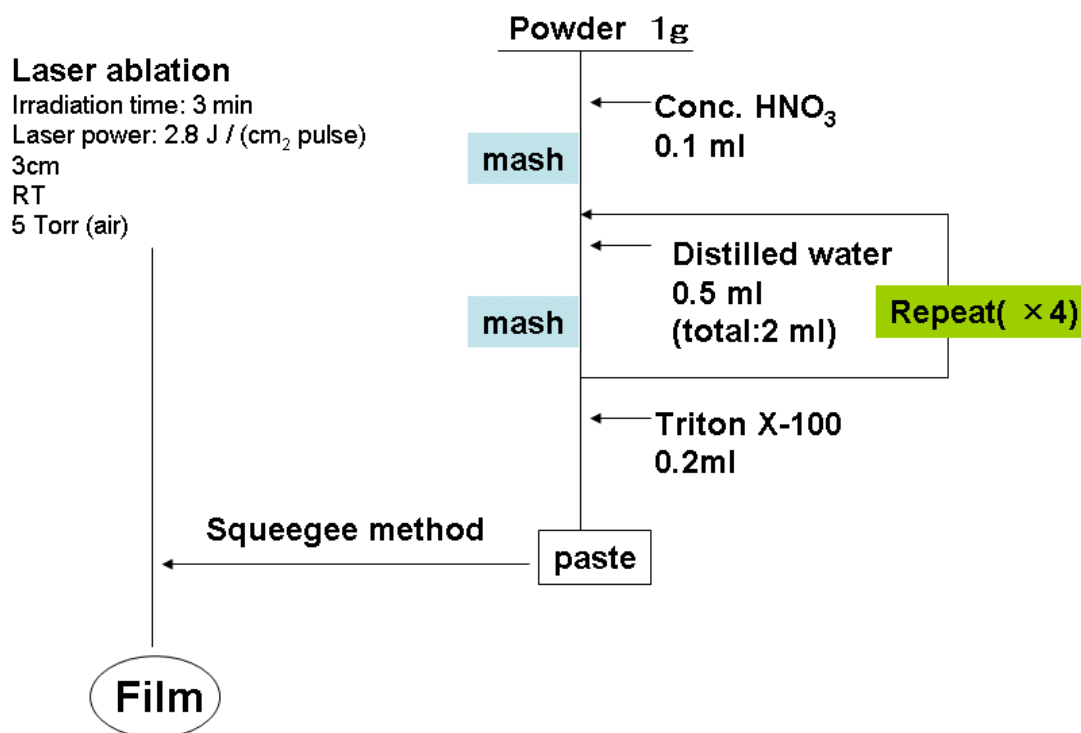 Powder 1g
Laser ablation
Irradiation time: 3 min
Laser power: 2.8 J / (cm₂ pulse)
3cm
RT
5 Torr (air)
Conc. HNO₃
0.1 ml
mash
Distilled water
0.5 ml
(total:2 ml)
mash
Repeat( ×4)
Triton X-100
0.2ml
Squeegee method
paste
Film